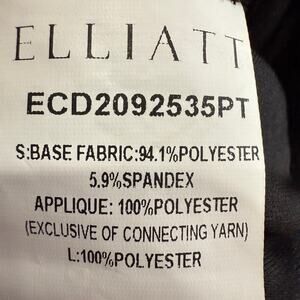 ELLIATT
ECD2092535PT
S:BASE FABRIC:94.1%POLYESTER
5.9%SPANDEX
APPLIQUE: 100%POLYESTER
(EXCLUSIVE OF CONNECTING YARN)
L:100%POLYESTER